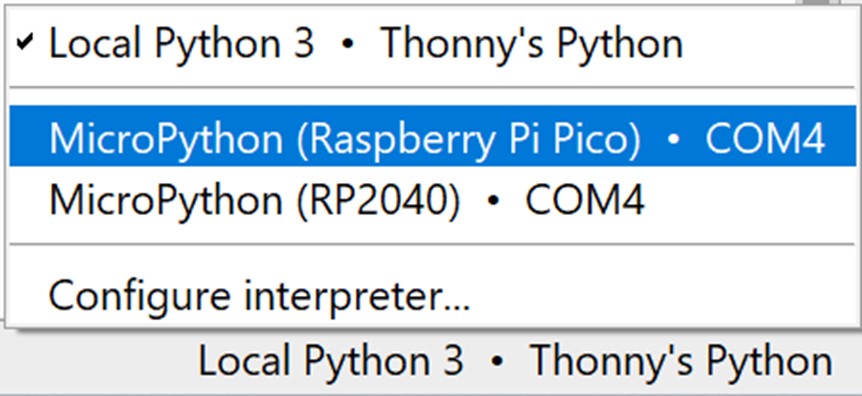 ✓ Local Python 3 • Thonny's Python
MicroPython (Raspberry Pi Pico) • COM4
MicroPython (RP2040) • COM4
Configure interpreter...
Local Python 3 • Thonny's Python